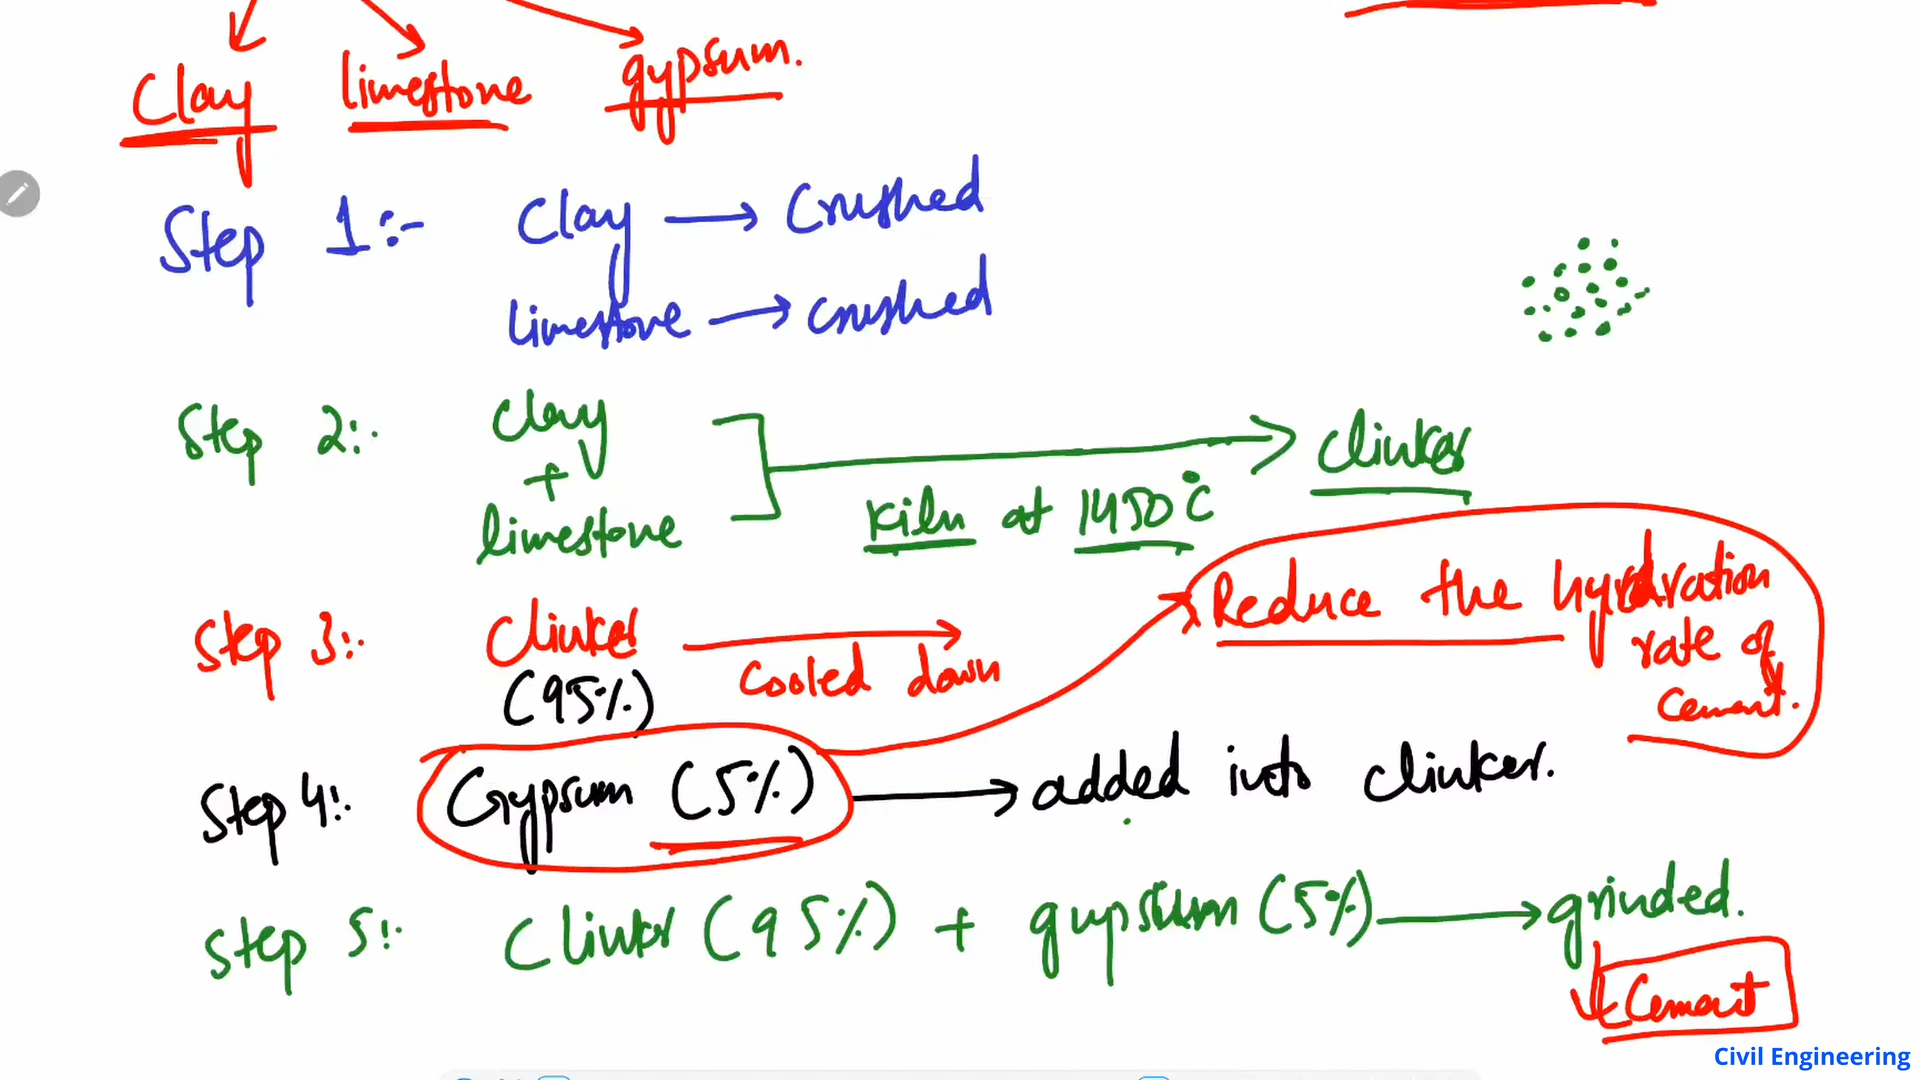 Clay limestone gypsum.
Step 1:- Clay → Crushed
limestone → crushed
Step 2:- Clay
+
limestone
Kiln at 1450°C
Clinker
Step 3:- Clinker
(95%)
Cooled down
Reduce the hydration
rate of
cement.
Step 4:- Gypsum (5%) → added into clinker.
Step 5:- Clinker (95%) + gypsum (5%) → grinded.
Cement
Civil Engineering